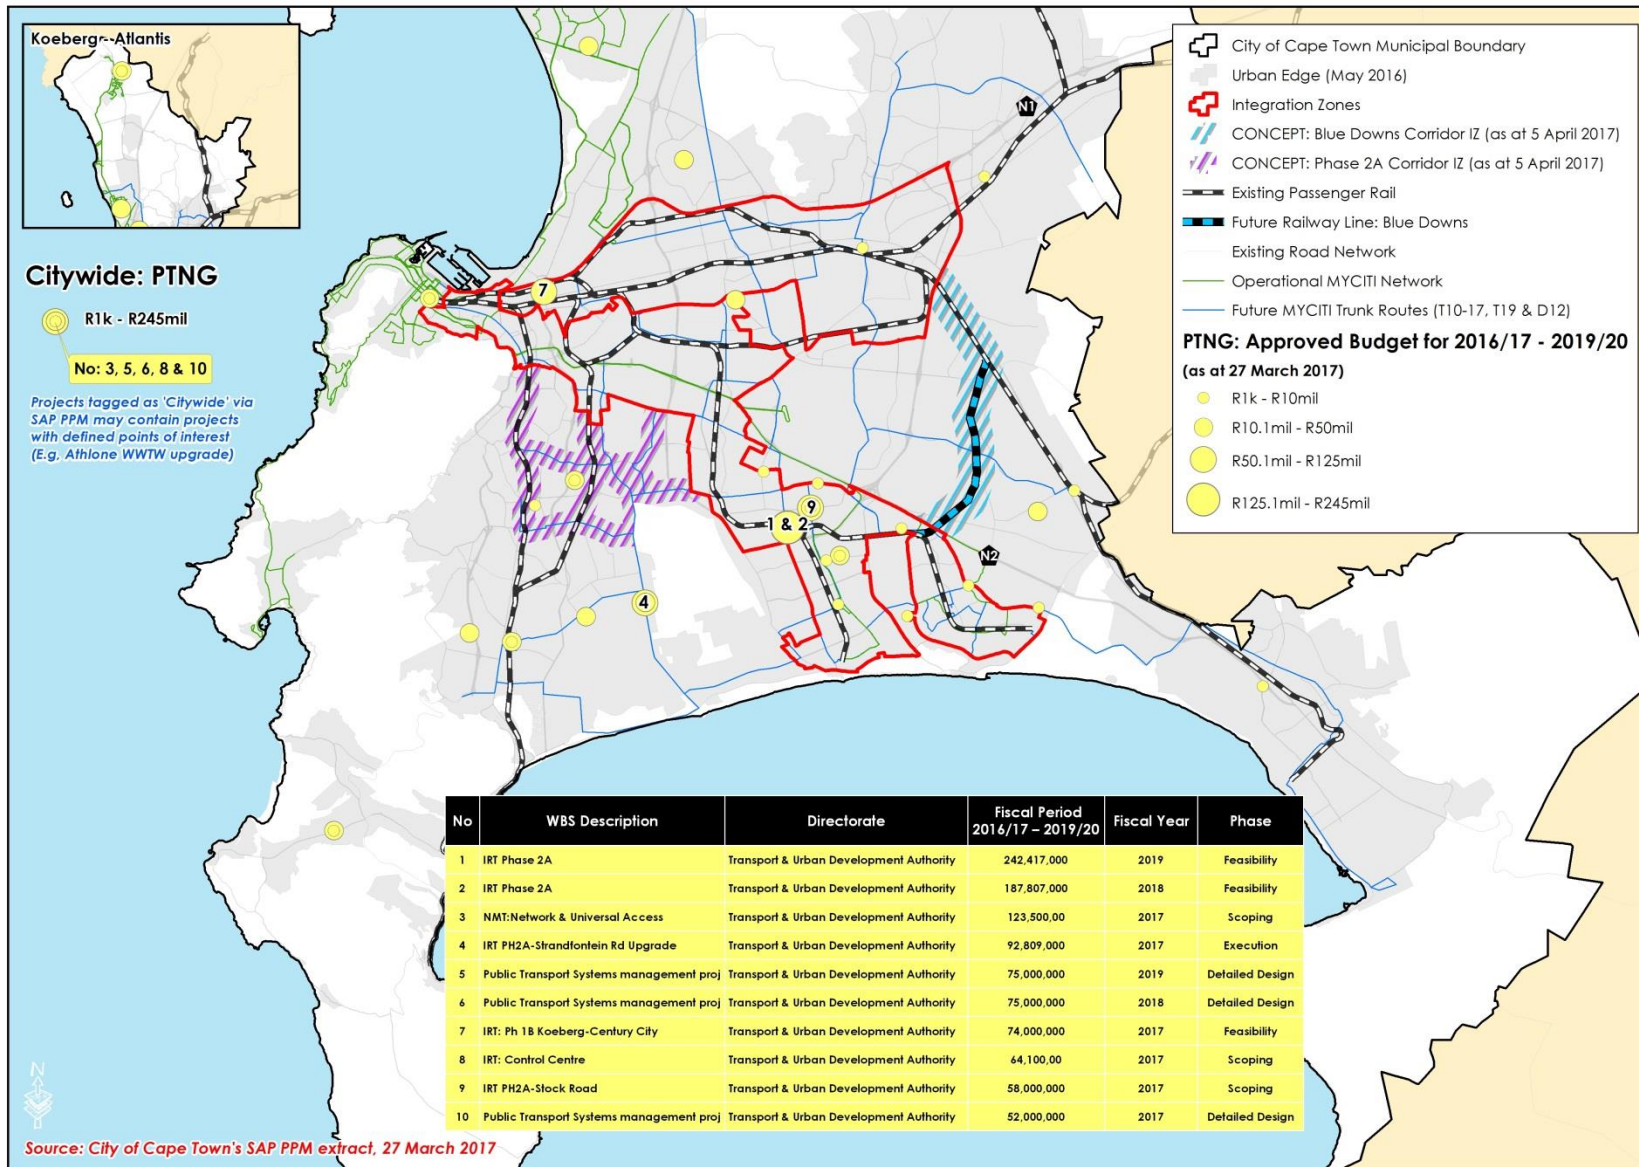 Koeberg - Atlantis
Citywide: PTNG
R1k - R245mil
No: 3, 5, 6, 8 & 10
Projects tagged as 'Citywide' via
SAP PPM may contain projects
with defined points of interest
(E.g, Athlone WWTW upgrade)
N1
7
9
1 & 2
N2
4
City of Cape Town Municipal Boundary
Urban Edge (May 2016)
Integration Zones
CONCEPT: Blue Downs Corridor IZ (as at 5 April 2017)
CONCEPT: Phase 2A Corridor IZ (as at 5 April 2017)
Existing Passenger Rail
Future Railway Line: Blue Downs
Existing Road Network
Operational MYCITI Network
Future MYCITI Trunk Routes (T10-17, T19 & D12)
PTNG: Approved Budget for 2016/17 - 2019/20
(as at 27 March 2017)
R1k - R10mil
R10.1mil - R50mil
R50.1mil - R125mil
R125.1mil - R245mil
No WBS Description Directorate Fiscal Period 2016/17 – 2019/20 Fiscal Year Phase
1 IRT Phase 2A Transport & Urban Development Authority 242,417,000 2019 Feasibility
2 IRT Phase 2A Transport & Urban Development Authority 187,807,000 2018 Feasibility
3 NMT:Network & Universal Access Transport & Urban Development Authority 123,500,00 2017 Scoping
4 IRT PH2A-Strandfontein Rd Upgrade Transport & Urban Development Authority 92,809,000 2017 Execution
5 Public Transport Systems management proj Transport & Urban Development Authority 75,000,000 2019 Detailed Design
6 Public Transport Systems management proj Transport & Urban Development Authority 75,000,000 2018 Detailed Design
7 IRT: Ph 1B Koeberg-Century City Transport & Urban Development Authority 74,000,000 2017 Feasibility
8 IRT: Control Centre Transport & Urban Development Authority 64,100,00 2017 Scoping
9 IRT PH2A-Stock Road Transport & Urban Development Authority 58,000,000 2017 Scoping
10 Public Transport Systems management proj Transport & Urban Development Authority 52,000,000 2017 Detailed Design
N
Source: City of Cape Town's SAP PPM extract, 27 March 2017